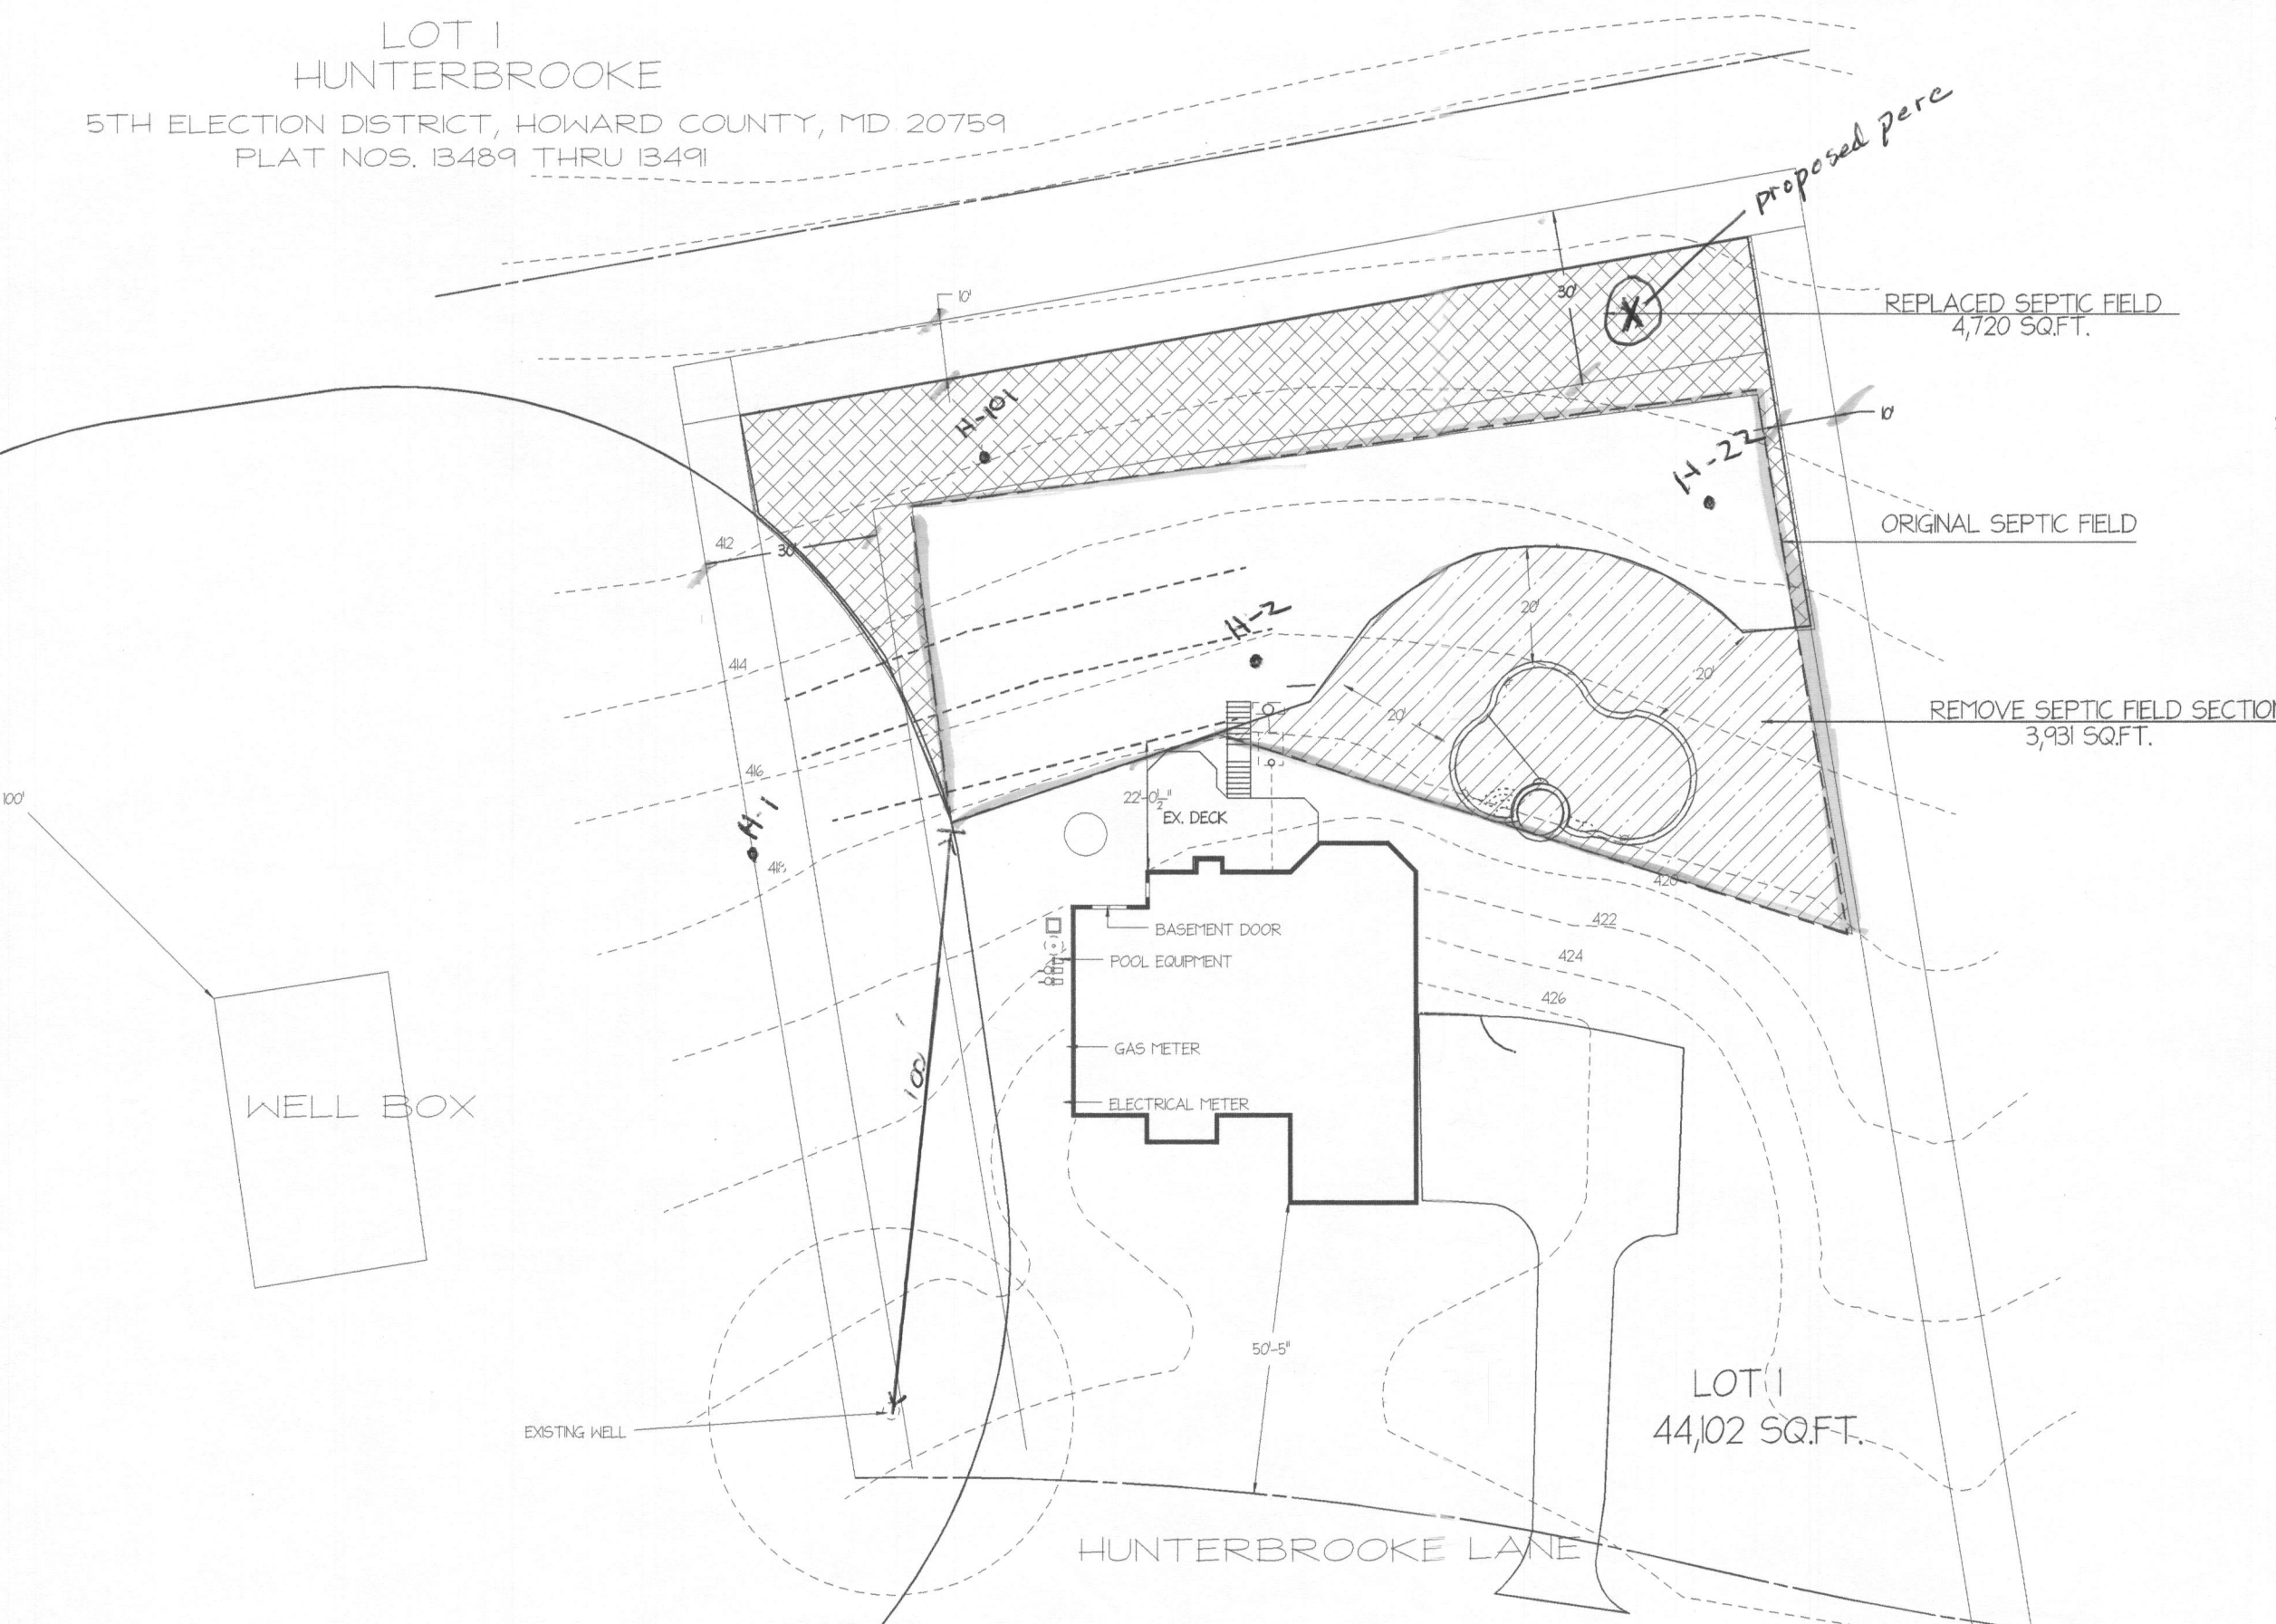 LOT 1
HUNTERBROOKE
5TH ELECTION DISTRICT, HOWARD COUNTY, MD 20759
PLAT NOS. 13489 THRU 13491
proposed perc
10'
30'
REPLACED SEPTIC FIELD
4,720 SQ.FT.
H-101
10'
H-22
ORIGINAL SEPTIC FIELD
412
30'
20'
H-2
414
20'
20'
REMOVE SEPTIC FIELD SECTION
3,931 SQ.FT.
416
100'
22'-0½"
EX. DECK
H-1
418
420
422
BASEMENT DOOR
424
POOL EQUIPMENT
426
GAS METER
100'
WELL BOX
ELECTRICAL METER
50'-5"
LOT 1
44,102 SQ.FT.
EXISTING WELL
HUNTERBROOKE LANE